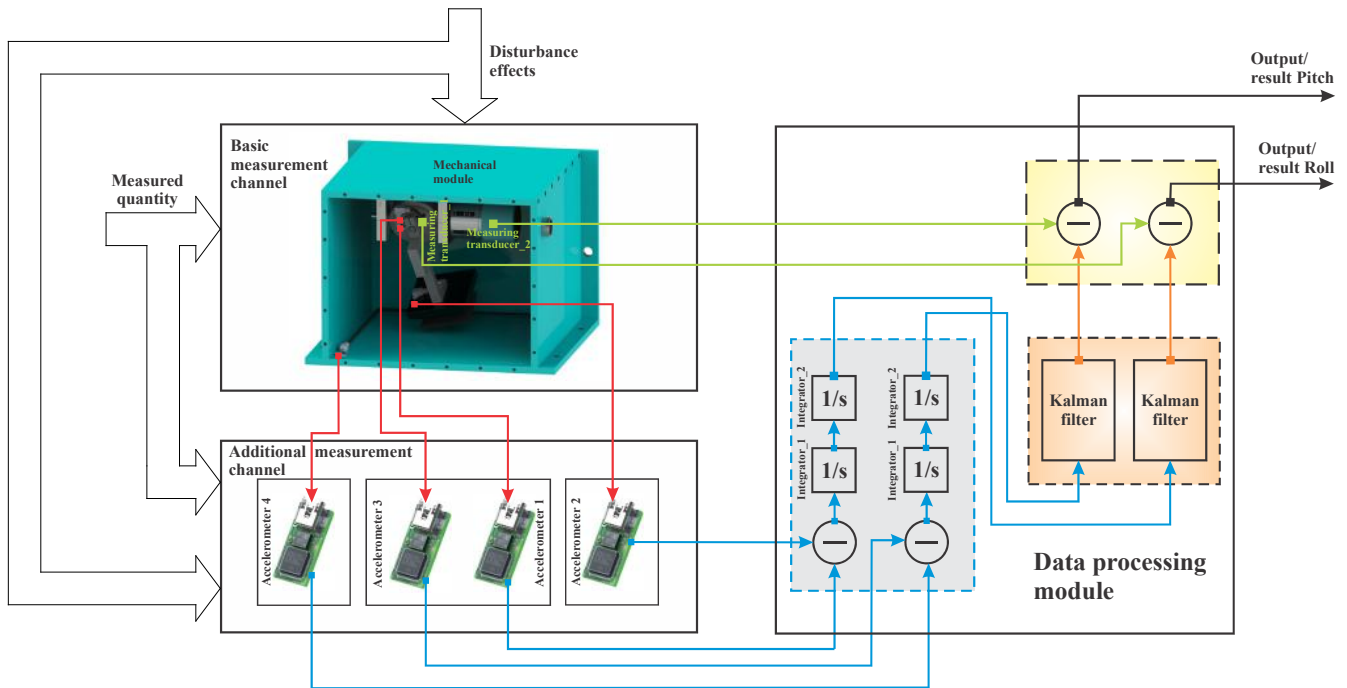 Disturbance
effects
Output/
result Pitch
Basic
measurement
channel
Mechanical
module
Output/
result Roll
Measured
quantity
Measuring
transducer_2
Measuring
Integrator_2
1/s
Integrator_2
1/s
Kalman
filter
Kalman
filter
Additional measurement
channel
Integrator_1
1/s
Integrator_1
1/s
Accelerometer 4
Accelerometer 3
Accelerometer 1
Accelerometer 2
Data processing
module